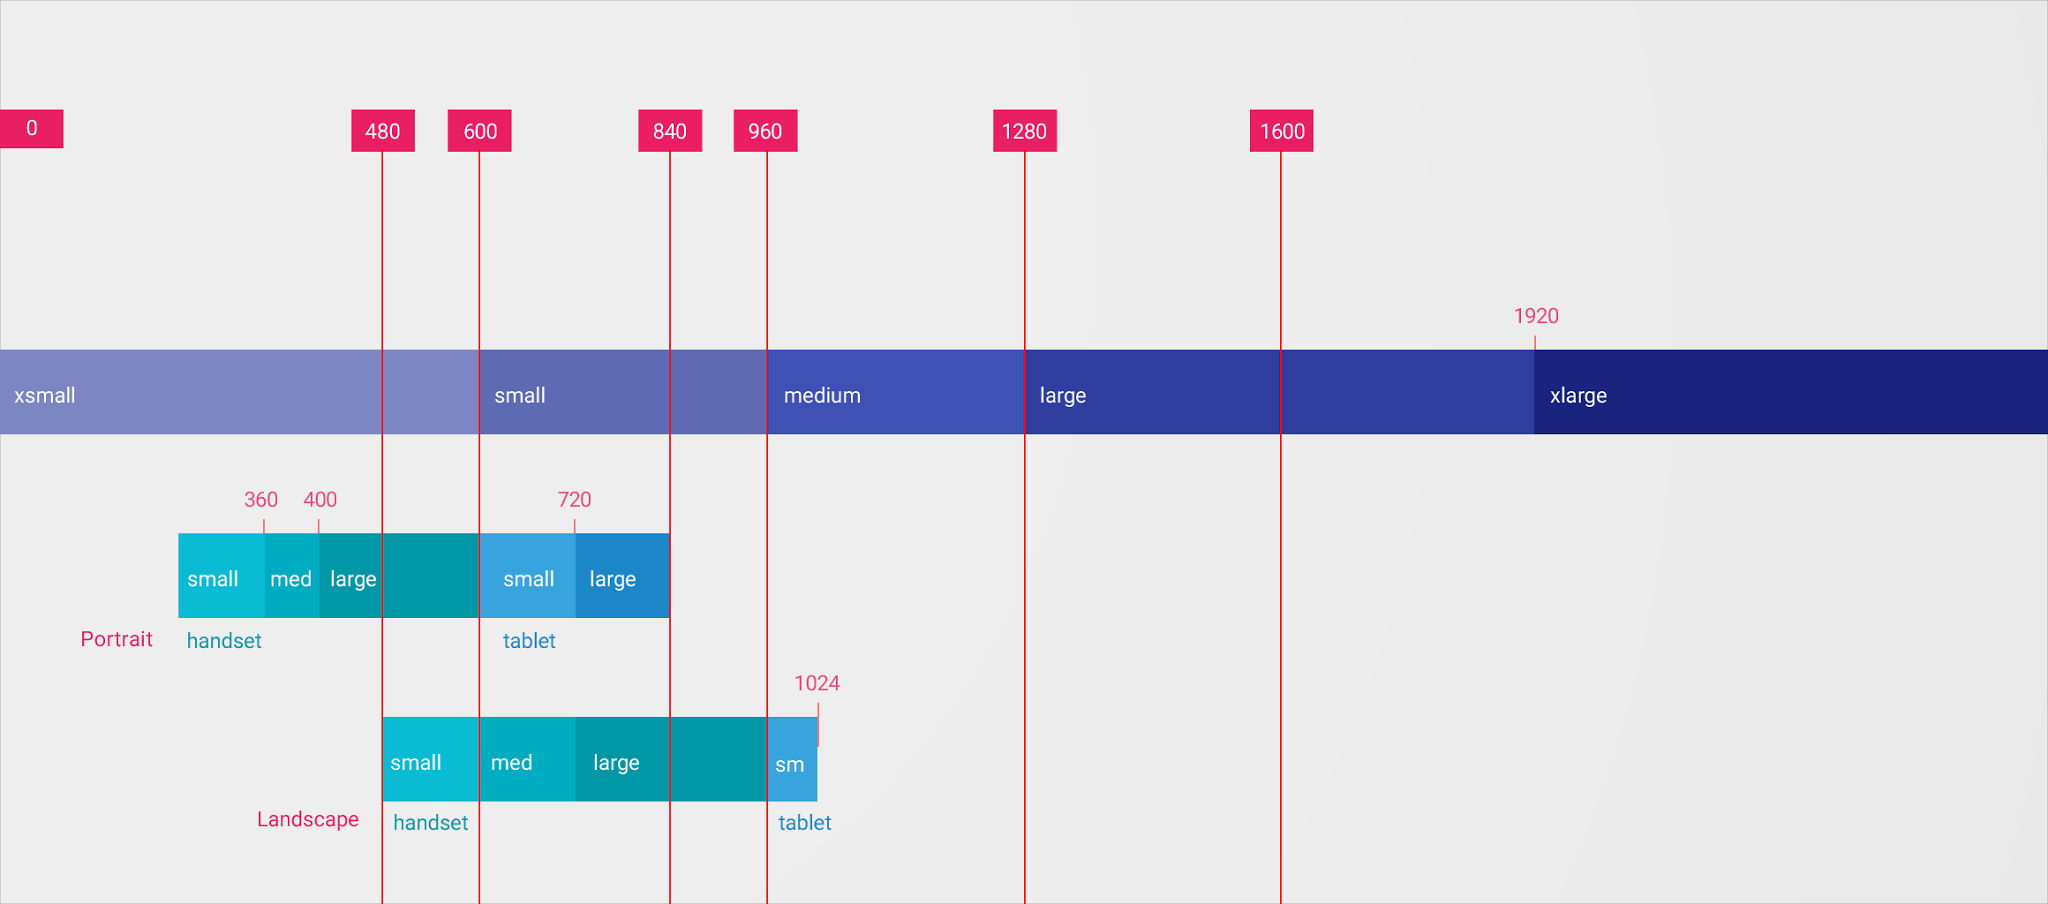 0
480
600
840
960
1280
1600
1920
xsmall
small
medium
large
xlarge
360
400
720
small
med
large
small
large
Portrait
handset
tablet
1024
small
med
large
sm
Landscape
handset
tablet